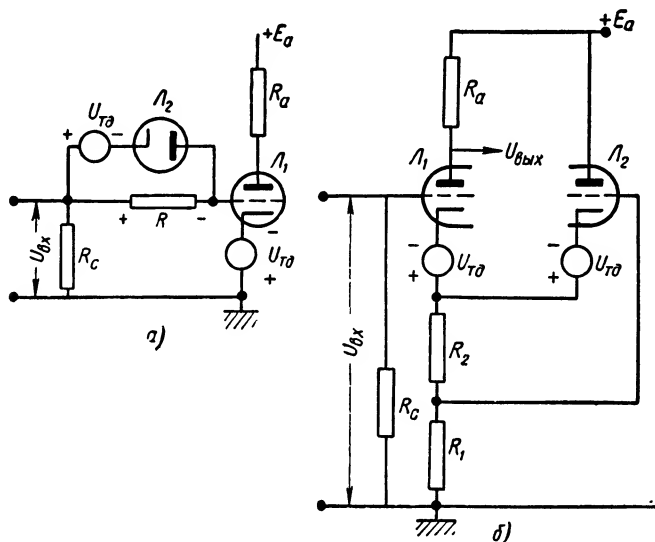 +Eа
Rа
Uтд
Л₂
+ -
Л₁
+ R -
Uвх
Rс
-
Uтд
+
а)
+Eа
Rа
Л₁
Uвых
Л₂
-
+
Uтд
-
+
Uтд
Uвх
R₂
Rс
R₁
б)